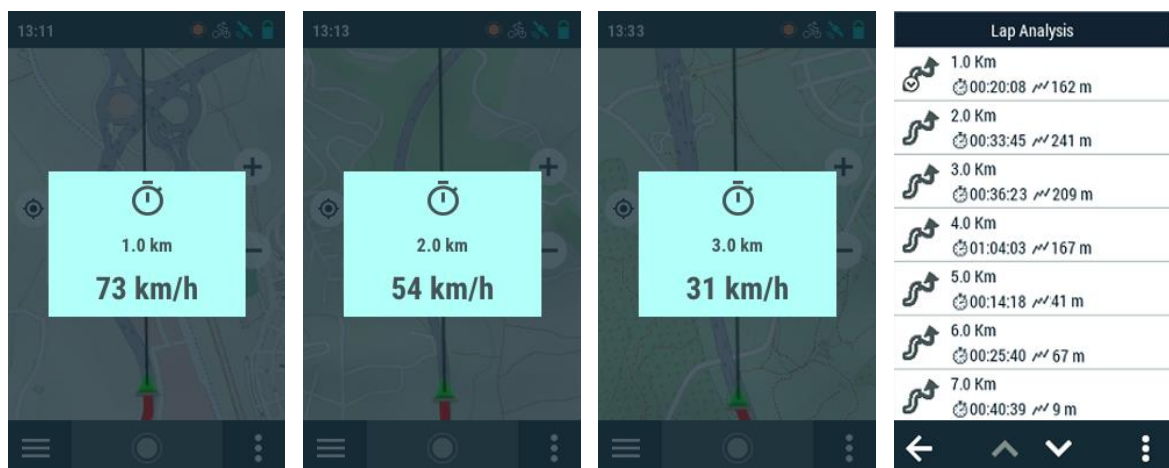 13:11
1.0 km
73 km/h
13:13
2.0 km
54 km/h
13:33
3.0 km
31 km/h
Lap Analysis
1.0 Km
00:20:08 162 m
2.0 Km
00:33:45 241 m
3.0 Km
00:36:23 209 m
4.0 Km
01:04:03 167 m
5.0 Km
00:14:18 41 m
6.0 Km
00:25:40 67 m
7.0 Km
00:40:39 9 m